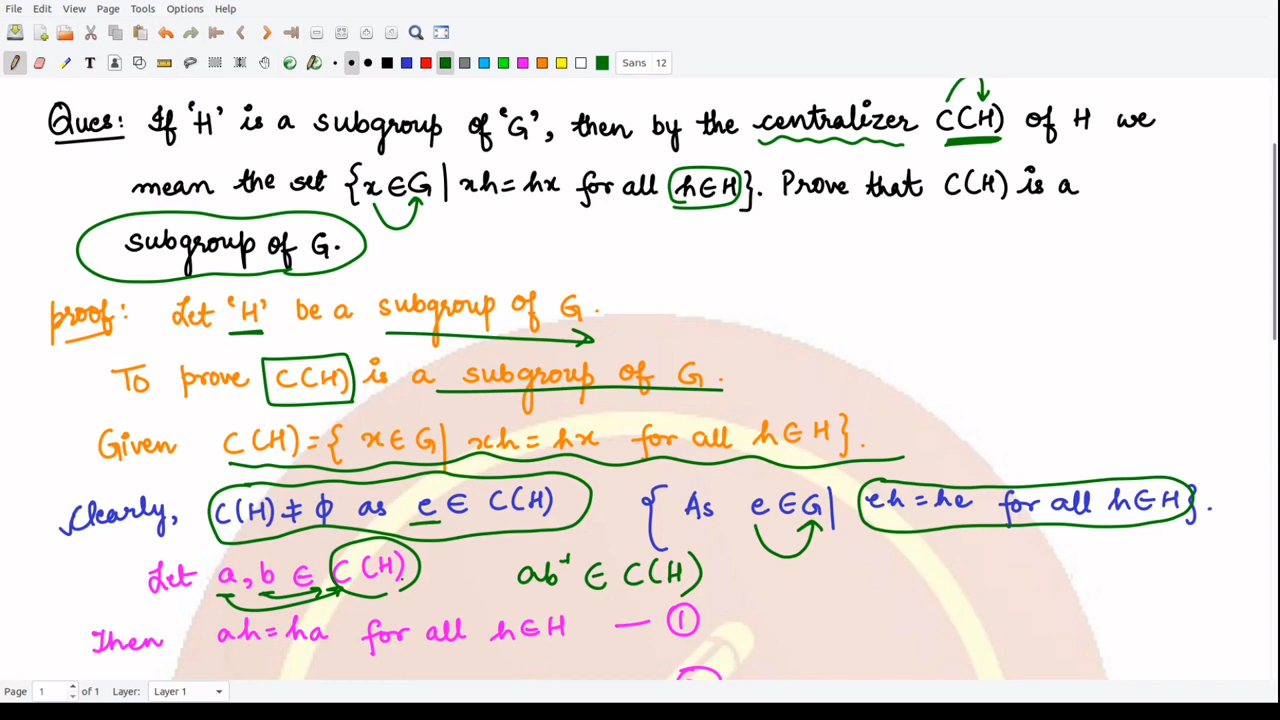 File Edit View Page Tools Options Help
Sans 12
Ques: If 'H' is a subgroup of 'G', then by the centralizer C(H) of H we
mean the set {x∈G| xh=hx for all h∈H}. Prove that C(H) is a
subgroup of G.
proof: Let 'H' be a subgroup of G.
To prove C(H) is a subgroup of G.
Given C(H)={ x∈G| xh=hx for all h∈H}.
Clearly, C(H)≠ϕ as e∈C(H) { As e∈G| eh=he for all h∈H}.
Let a,b ∈ C(H) ab⁻¹ ∈ C(H)
Then ah=ha for all h∈H — ①
Page 1 of 1 Layer: Layer 1